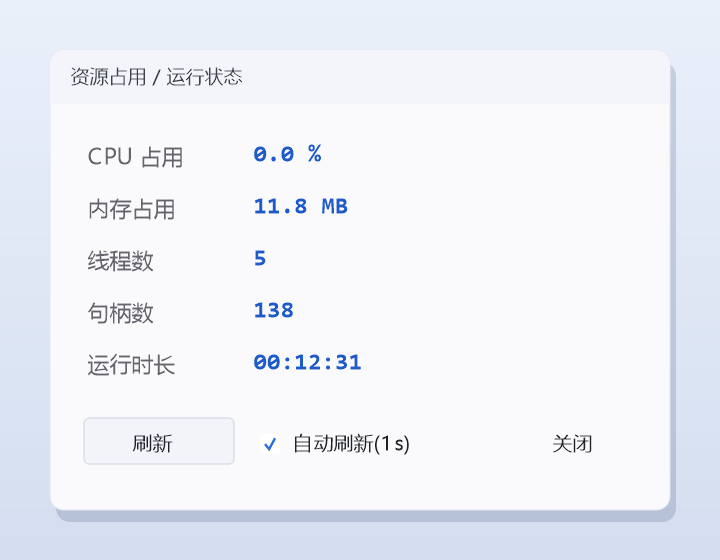 资源占用 / 运行状态
CPU 占用 0.0 %
内存占用 11.8 MB
线程数 5
句柄数 138
运行时长 00:12:31
刷新 自动刷新(1s) 关闭